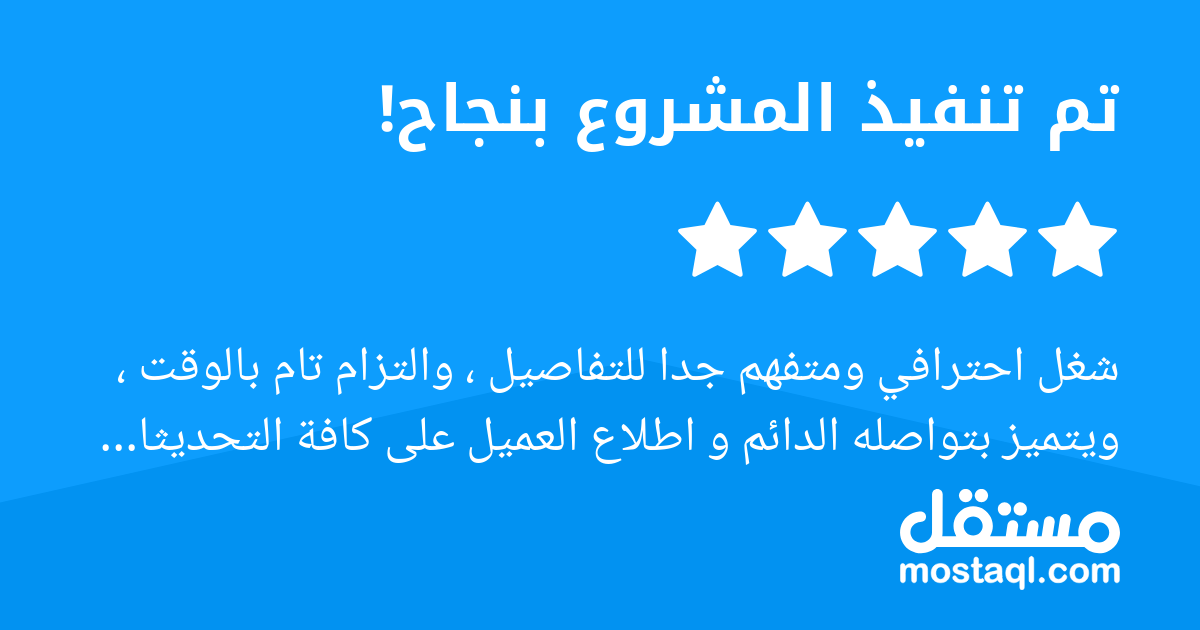 تم تنفيذ المشروع بنجاح!
شغل احترافي ومتفهم جدا للتفاصيل ، والتزام تام بالوقت ،
ويتميز بتواصله الدائم و اطلاع العميل على كافة التحديثا...
مستقل
mostaql.com